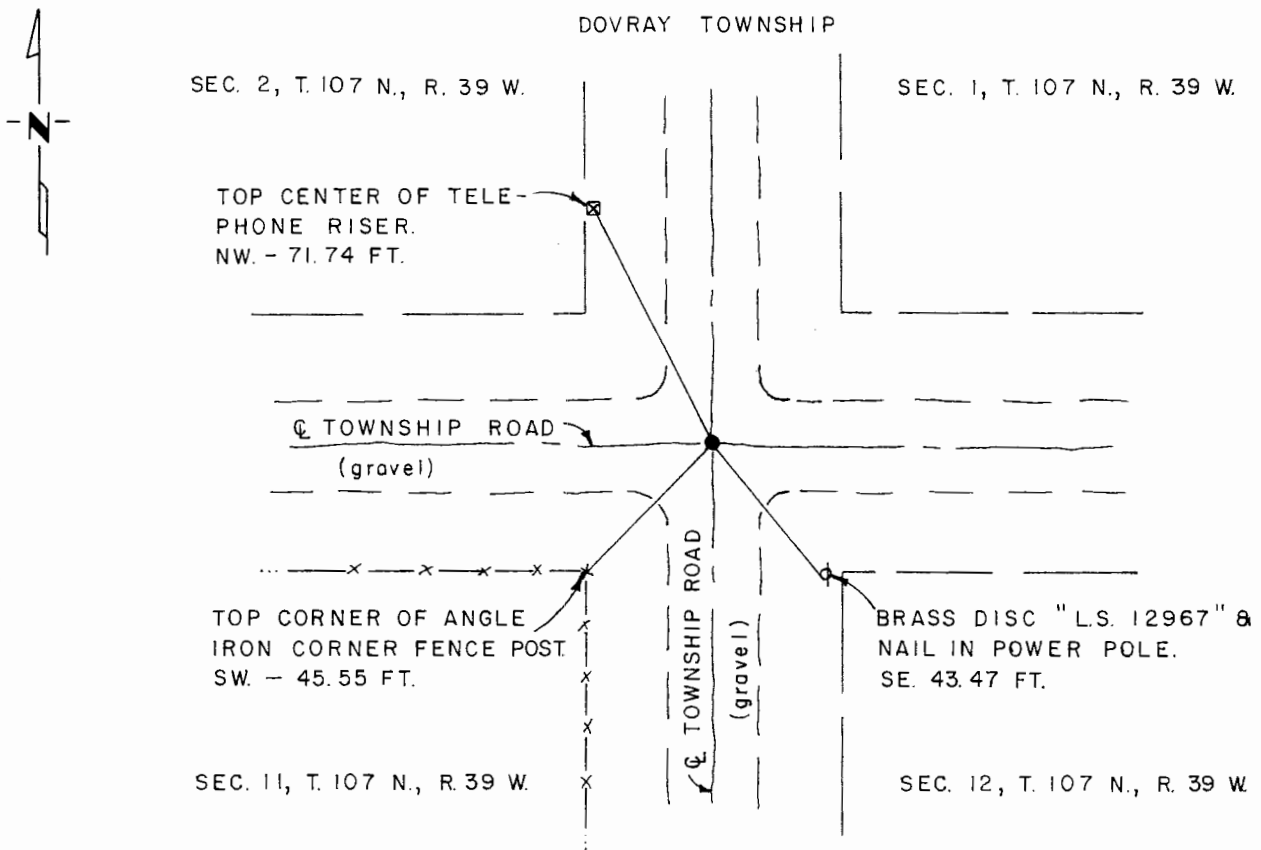 DOVRAY TOWNSHIP
SEC. 2, T. 107 N., R. 39 W.
SEC. 1, T. 107 N., R. 39 W.
N
TOP CENTER OF TELE-
PHONE RISER.
NW. - 71.74 FT.
℄ TOWNSHIP ROAD
(gravel)
TOP CORNER OF ANGLE
IRON CORNER FENCE POST.
SW. - 45.55 FT.
℄ TOWNSHIP ROAD
(gravel)
BRASS DISC "L.S. 12967" &
NAIL IN POWER POLE.
SE. 43.47 FT.
SEC. 11, T. 107 N., R. 39 W.
SEC. 12, T. 107 N., R. 39 W.